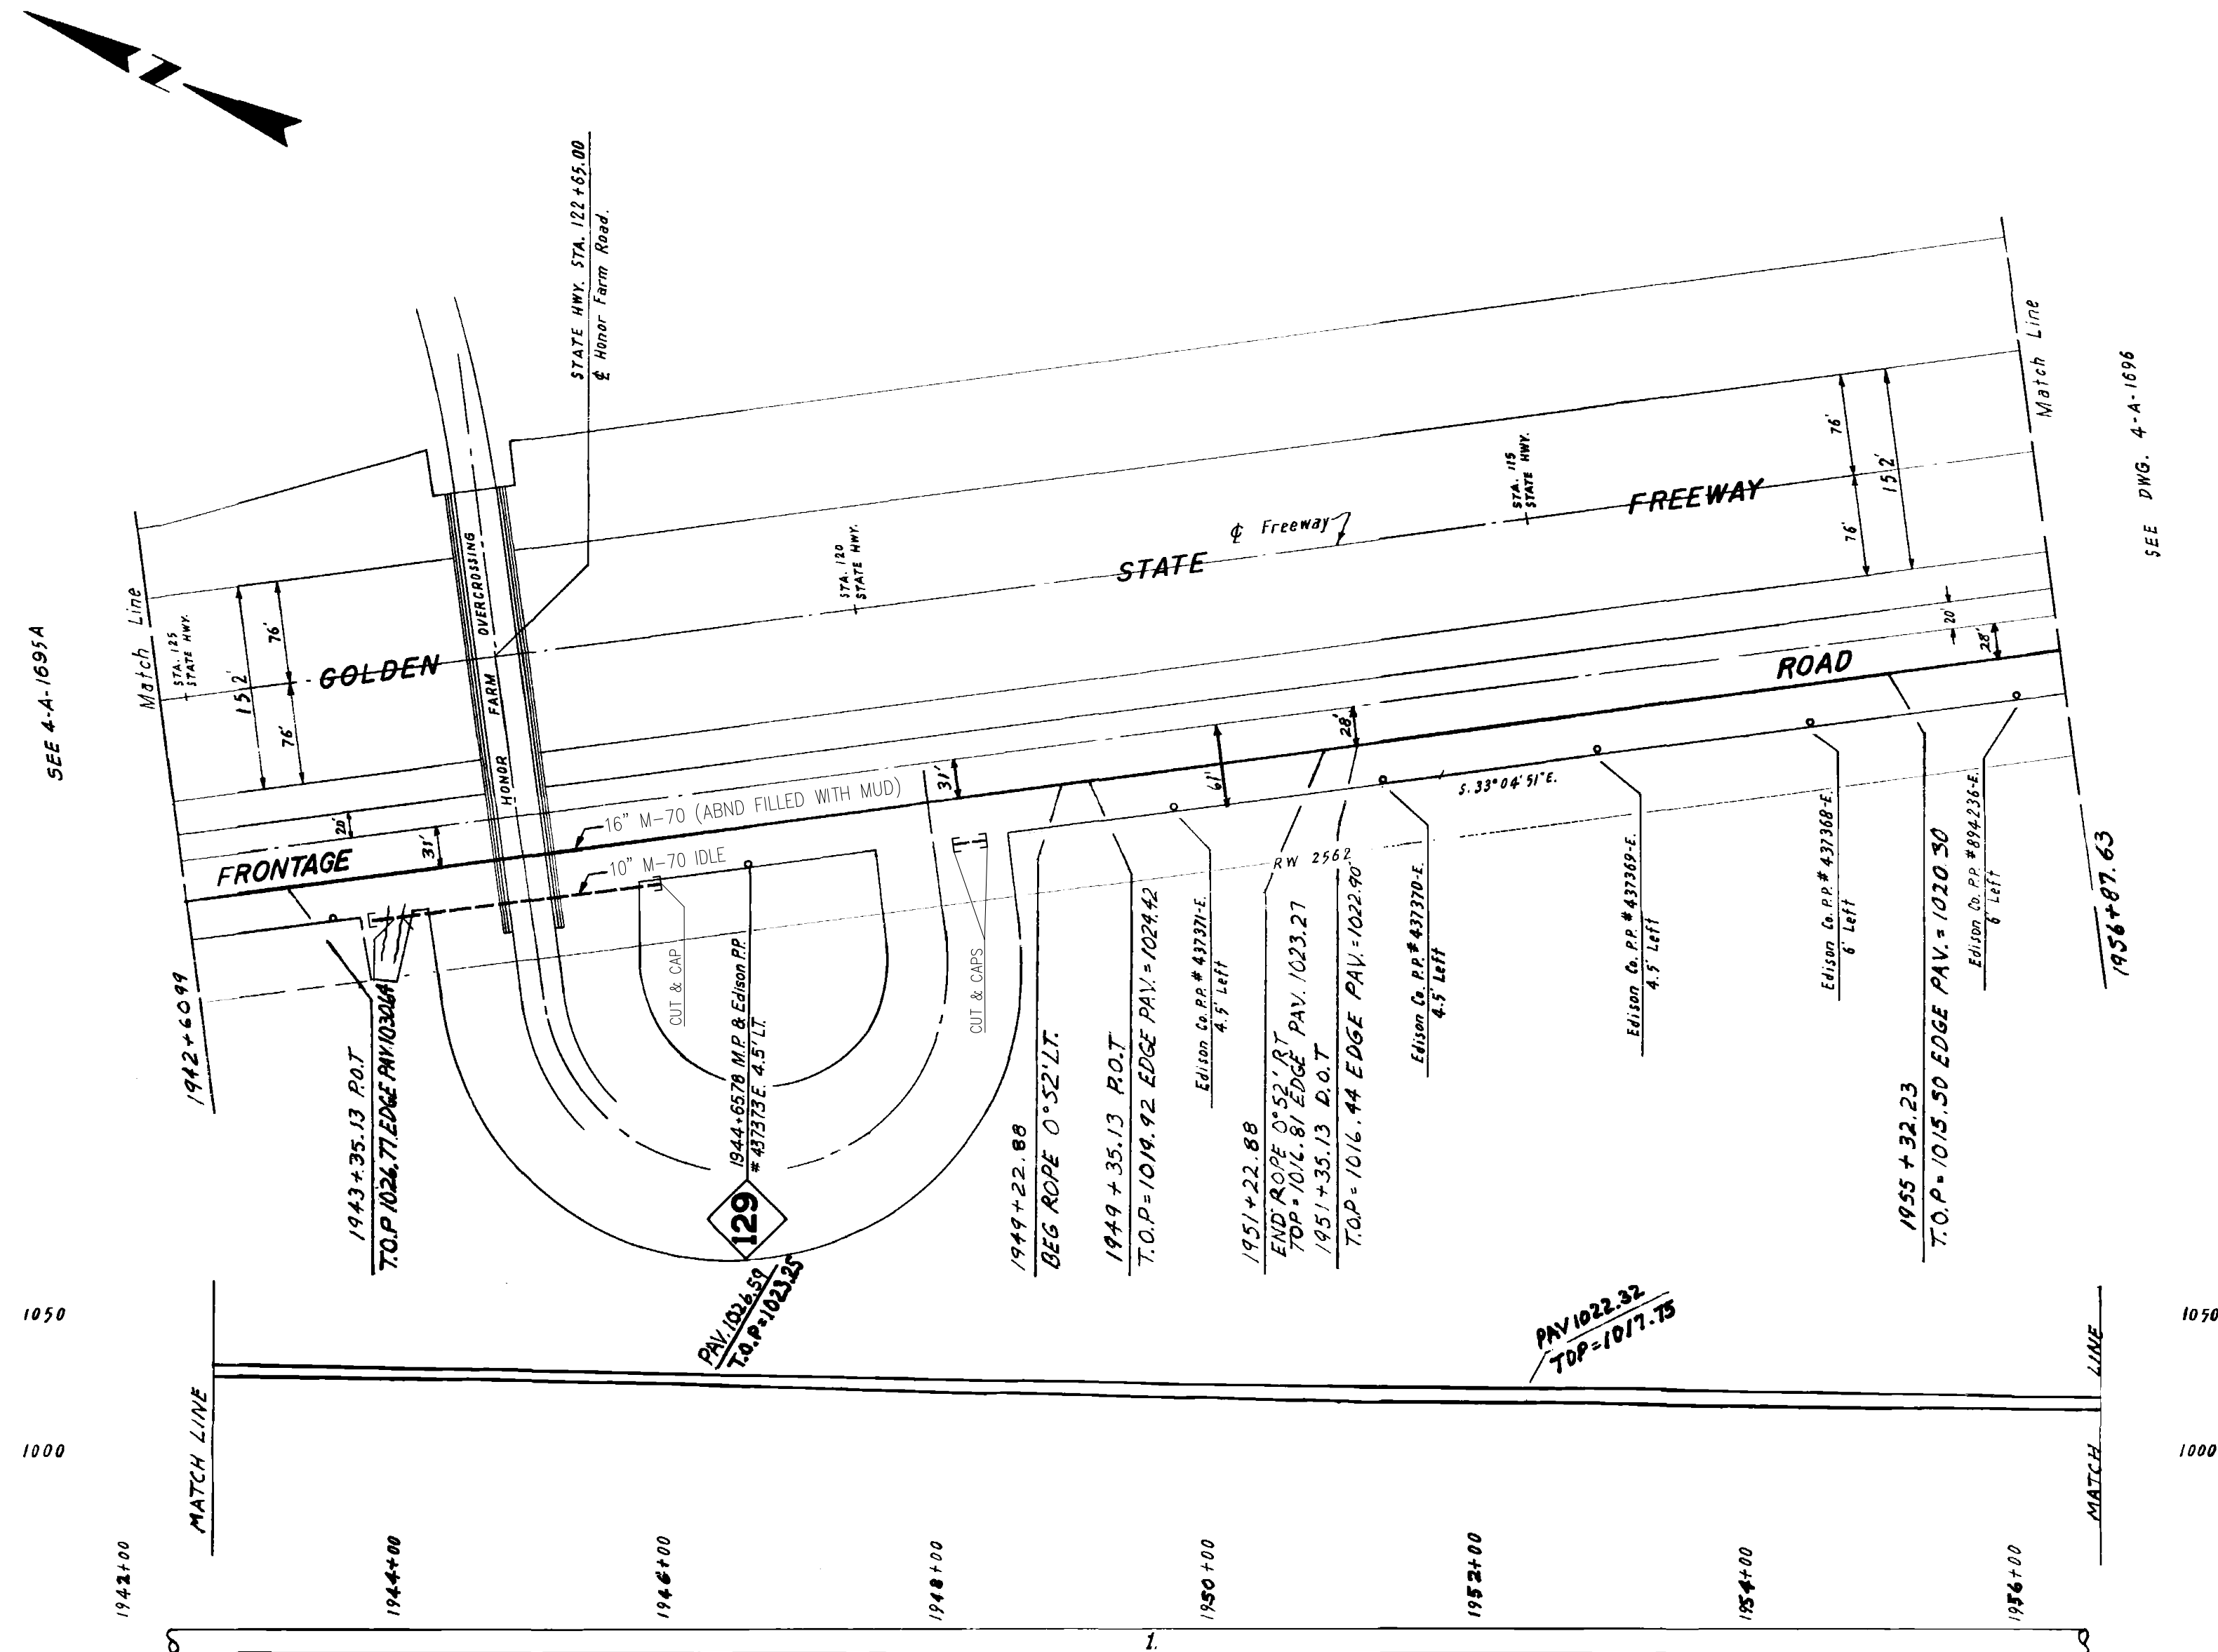 N
STATE HWY. STA. 122+65.00
℄ Honor Farm Road.
SEE 4-A-1695A
Match Line
STA. 125
STATE HWY.
152'
76'
76'
GOLDEN
OVERCROSSING
FARM
HONOR
STA. 120
STATE HWY.
STATE
℄ Freeway
STA. 115
STATE HWY.
FREEWAY
76'
76'
152'
Match Line
SEE DWG. 4-A-1696
20'
31'
FRONTAGE
16" M-70 (ABND FILLED WITH MUD)
10" M-70 IDLE
31'
61'
28'
ROAD
20'
28'
S. 33°04'51"E.
RW 2562
CUT & CAP
CUT & CAPS
1942+6099
1943+35.13 P.O.T
T.O.P 1026.77 EDGE PAV.1030.64
1944+65.78 M.P. & Edison P.P.
#437373E. 4.5' LT.
129
1949+22.88
BEG ROPE 0°52' LT.
1949+35.13 P.O.T
T.O.P=1019.92 EDGE PAV.=1024.42
Edison Co. P.P. # 437371-E.
4.5' Left
1951+22.88
END ROPE 0°52' RT
TOP=1016.81 EDGE PAV. 1023.27
1951+35.13 D.O.T
T.O.P=1016.44 EDGE PAV.=1022.90
Edison Co. P.P. # 437370-E.
4.5' Left
Edison Co. P.P. # 437369-E.
4.5' Left
Edison Co. P.P. # 437368-E.
6' Left
1955+32.23
T.O.P=1015.50 EDGE PAV.=1020.30
Edison Co. P.P. #894236-E.
6' Left
1956+87.63
PAV.1026.59
T.O.P=1023.25
PAV 1022.32
TOP=1017.75
1050
1050
1000
1000
MATCH LINE
MATCH LINE
1942+00
1944+00
1946+00
1948+00
1950+00
1952+00
1954+00
1956+00
1.